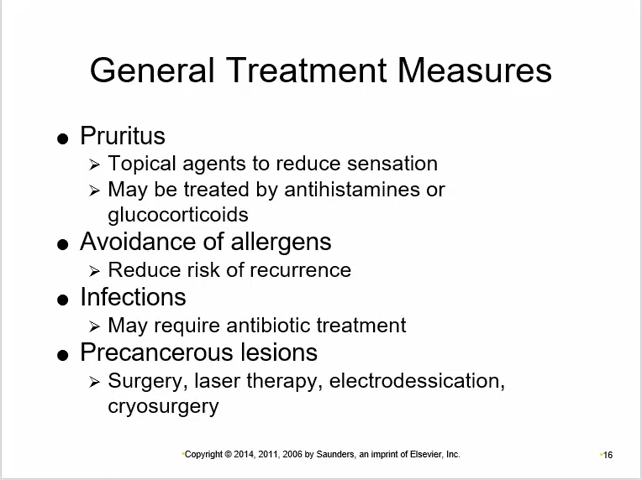 General Treatment Measures
● Pruritus
➢ Topical agents to reduce sensation
➢ May be treated by antihistamines or
glucocorticoids
● Avoidance of allergens
➢ Reduce risk of recurrence
● Infections
➢ May require antibiotic treatment
● Precancerous lesions
➢ Surgery, laser therapy, electrodessication,
cryosurgery
•Copyright © 2014, 2011, 2006 by Saunders, an imprint of Elsevier, Inc.
•16